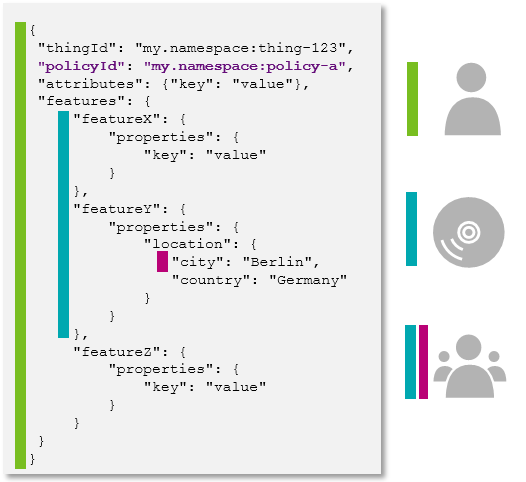 {
"thingId": "my.namespace:thing-123",
"policyId": "my.namespace:policy-a",
"attributes": {"key": "value"},
"features": {
"featureX": {
"properties": {
"key": "value"
}
},
"featureY": {
"properties": {
"location": {
"city": "Berlin",
"country": "Germany"
}
}
},
"featureZ": {
"properties": {
"key": "value"
}
}
}
}